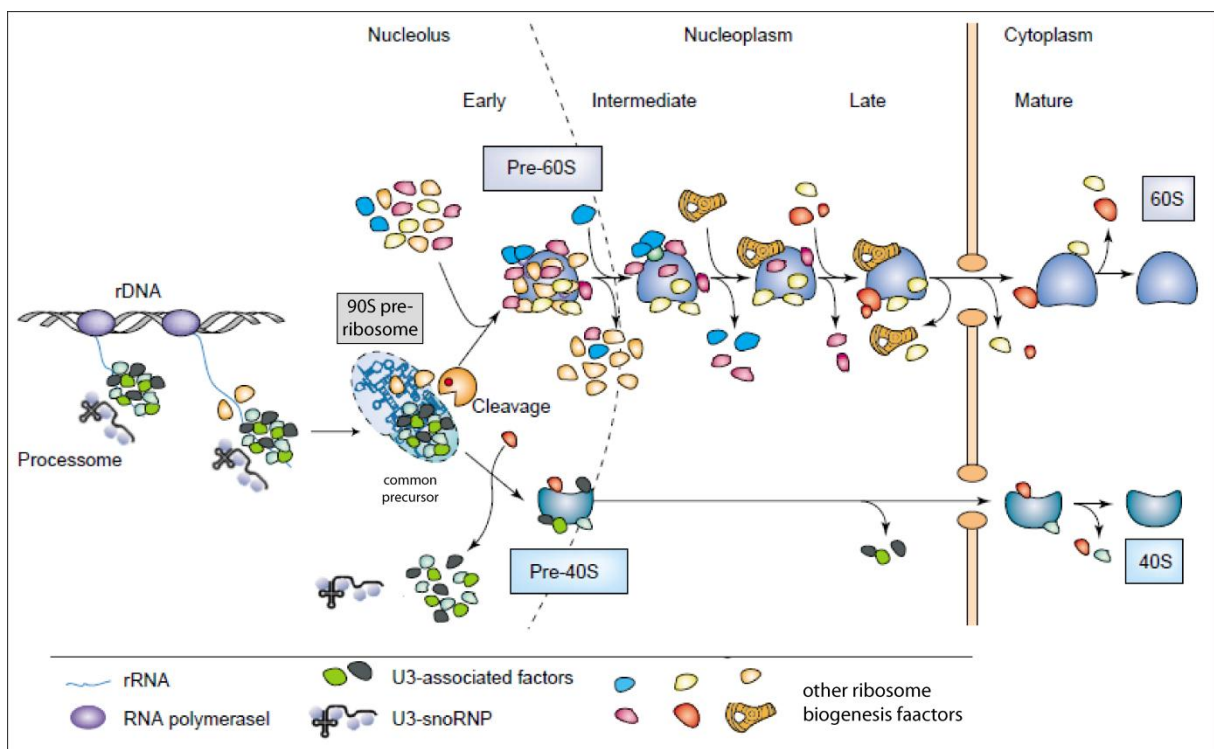 Nucleolus
Nucleoplasm
Cytoplasm
Early
Intermediate
Late
Mature
Pre-60S
60S
rDNA
90S pre-
ribosome
Cleavage
Processome
common
precursor
Pre-40S
40S
rRNA
RNA polymeraseI
U3-associated factors
U3-snoRNP
other ribosome
biogenesis faactors